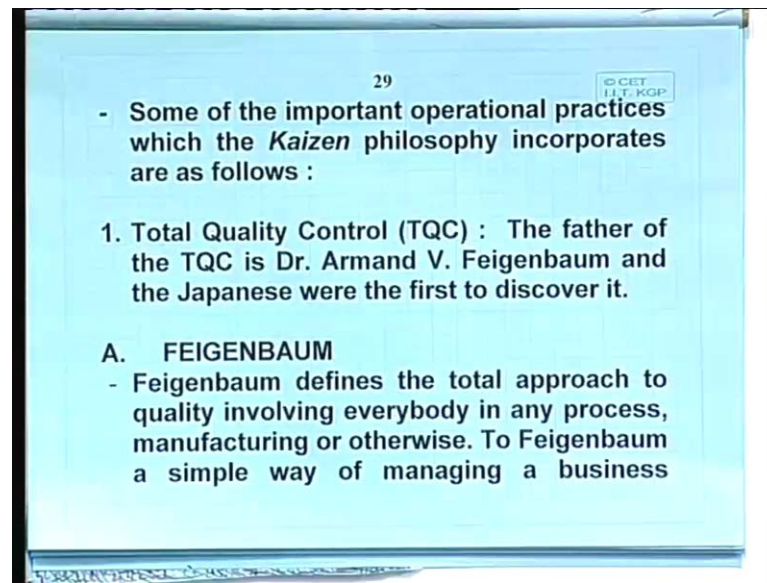 29
© CET
I.I.T. KGP
- Some of the important operational practices
which the Kaizen philosophy incorporates
are as follows :
1. Total Quality Control (TQC) : The father of
the TQC is Dr. Armand V. Feigenbaum and
the Japanese were the first to discover it.
A. FEIGENBAUM
- Feigenbaum defines the total approach to
quality involving everybody in any process,
manufacturing or otherwise. To Feigenbaum
a simple way of managing a business